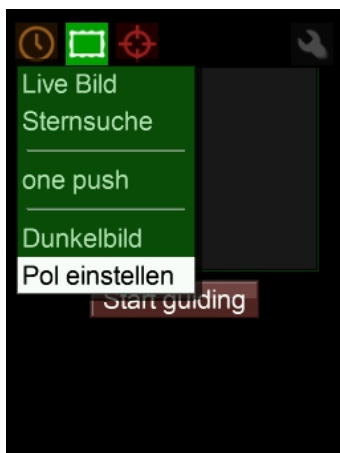 Live Bild
Sternsuche
one push
Dunkelbild
Pol einstellen
Start guiding